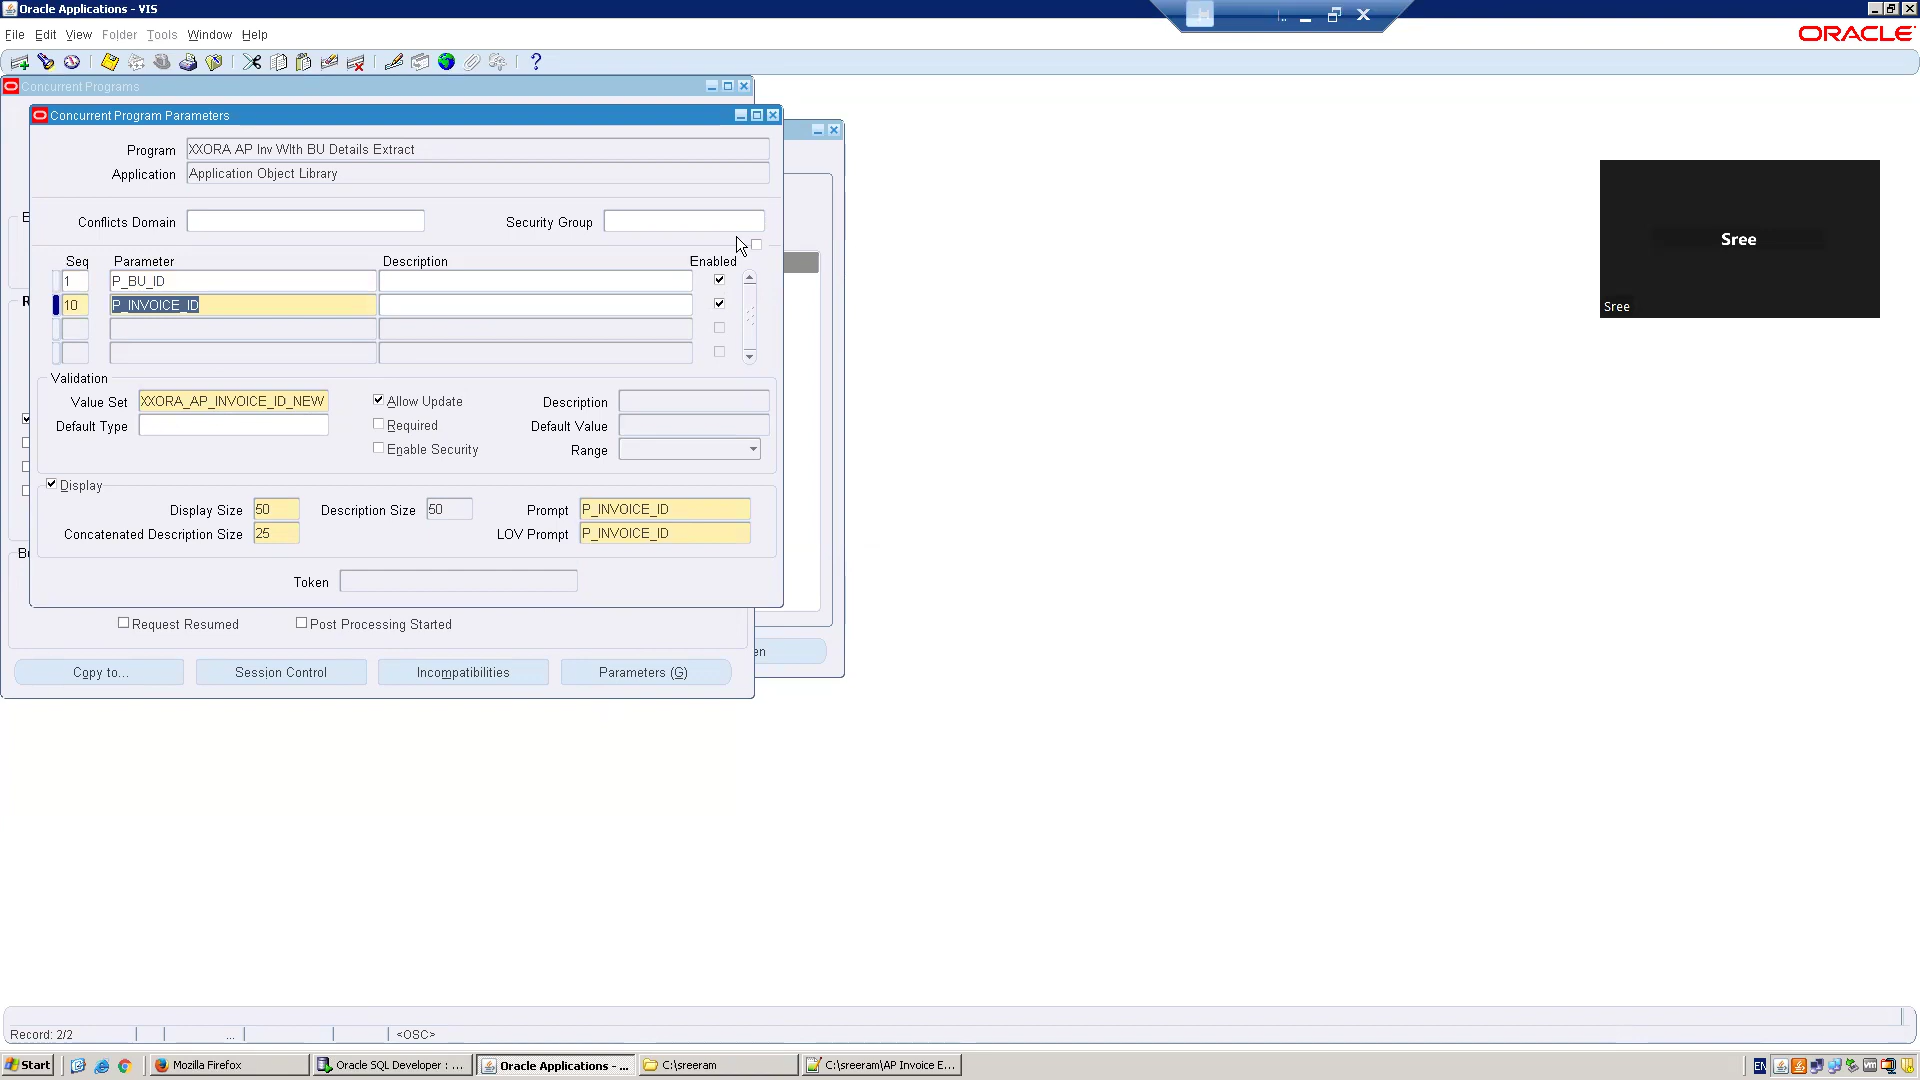 Oracle Applications - VIS
File Edit View Folder Tools Window Help
ORACLE
Concurrent Programs
Concurrent Program Parameters
Program XXORA AP Inv WIth BU Details Extract
Application Application Object Library
Conflicts Domain Security Group
Seq Parameter Description Enabled
1 P_BU_ID
10 P_INVOICE_ID
Validation
Value Set XXORA_AP_INVOICE_ID_NEW Allow Update Description
Default Type Required Default Value
Enable Security Range
Display
Display Size 50 Description Size 50 Prompt P_INVOICE_ID
Concatenated Description Size 25 LOV Prompt P_INVOICE_ID
Token
Request Resumed Post Processing Started
en
Copy to... Session Control Incompatibilities Parameters (G)
Sree
Sree
Record: 2/2 ... <OSC>
Start Mozilla Firefox Oracle SQL Developer : ... Oracle Applications - ... C:\sreeram C:\sreeram\AP Invoice E... EN